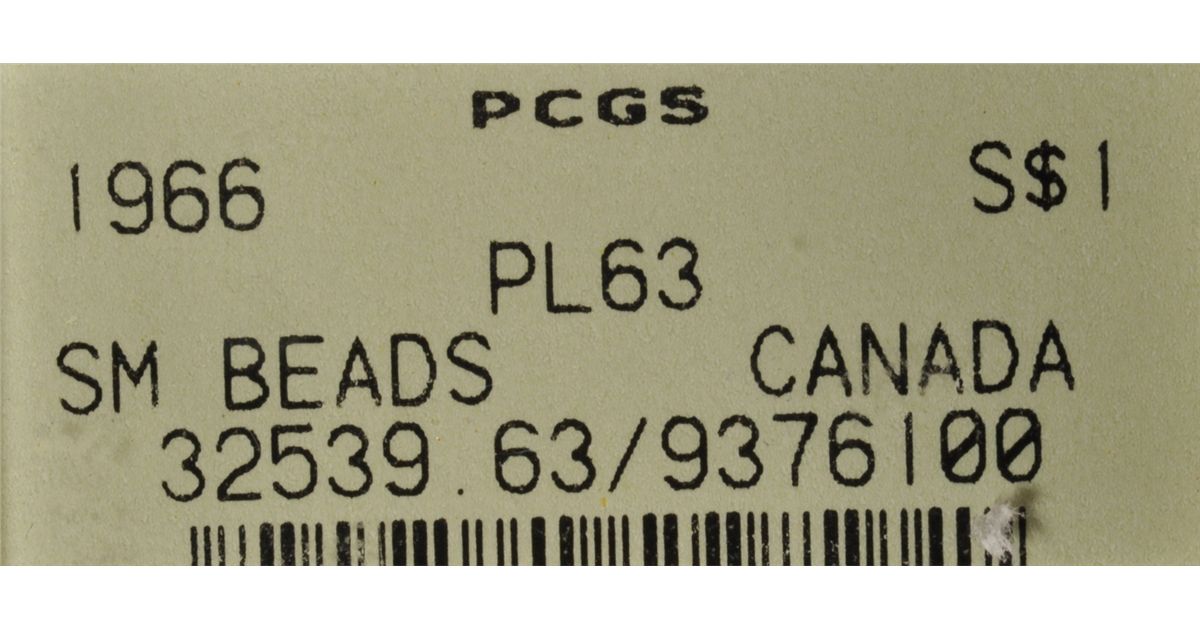 PCGS
1966 S$1
PL63
SM BEADS CANADA
32539.63/9376100